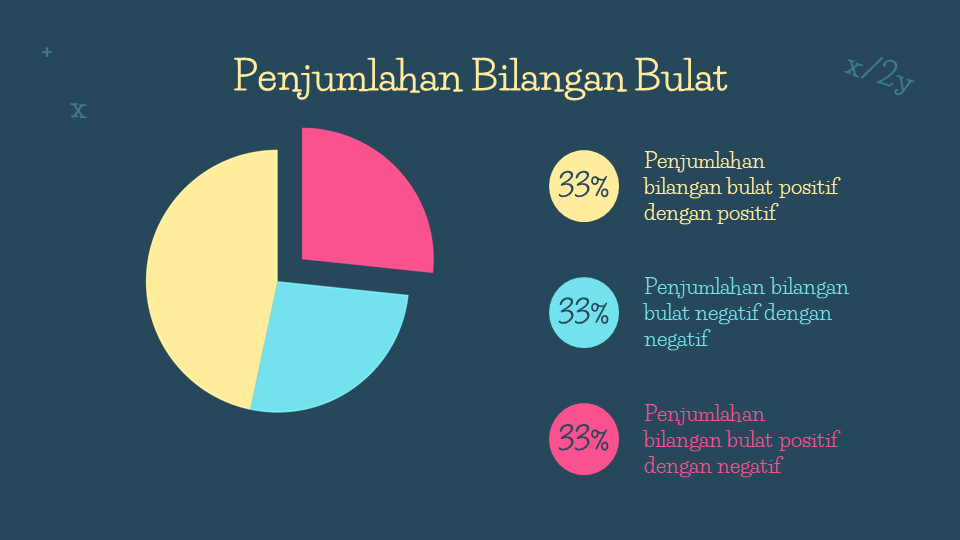 +
x
Penjumlahan Bilangan Bulat
x/2y
33%
Penjumlahan
bilangan bulat positif
dengan positif
33%
Penjumlahan bilangan
bulat negatif dengan
negatif
33%
Penjumlahan
bilangan bulat positif
dengan negatif